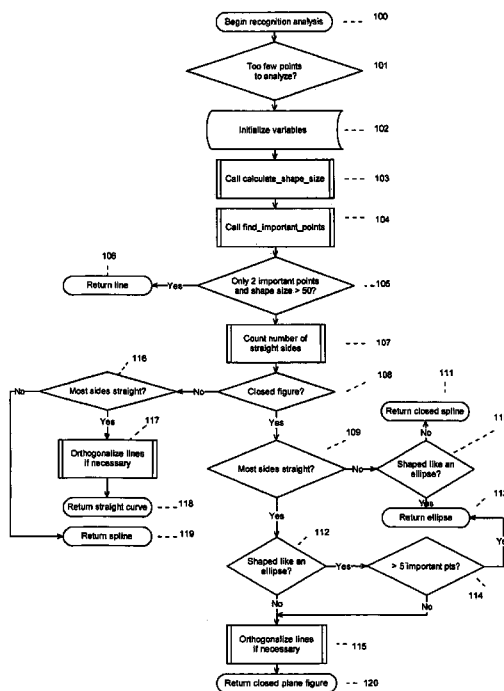 Begin recognition analysis
100
Too few points
to analyze?
101
Initialize variables
102
Call calculate_shape_size
103
Call find_important_points
104
106
Return line
Yes
Only 2 important points
and shape size > 50?
105
Count number of
straight sides
107
116
Most sides straight?
No
No
Closed figure?
108
111
Return closed spline
Yes
117
Orthogonalize lines
if necessary
Return straight curve
118
Return spline
119
Yes
109
Most sides straight?
No
No
Shaped like an
ellipse?
Yes
Return ellipse
Yes
112
Shaped like an
ellipse?
Yes
> 5 important pts?
114
No
No
Orthogonalize lines
if necessary
115
Return closed plane figure
120